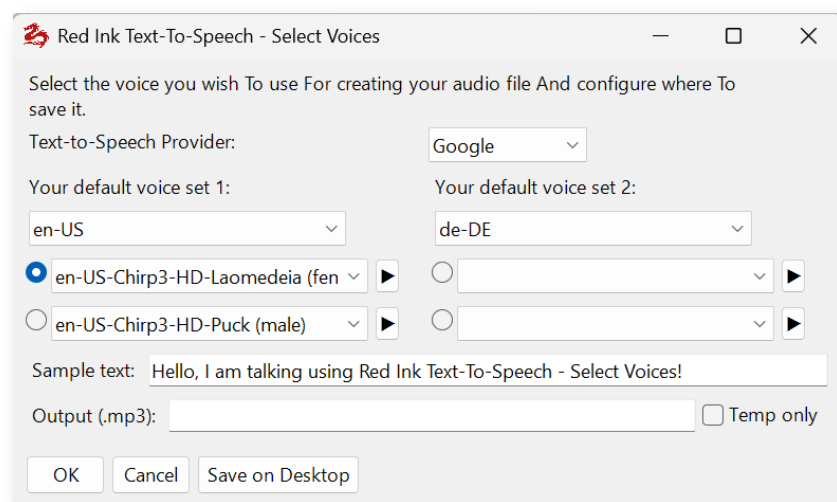 Red Ink Text-To-Speech - Select Voices
Select the voice you wish To use For creating your audio file And configure where To
save it.
Text-to-Speech Provider: Google
Your default voice set 1: Your default voice set 2:
en-US de-DE
en-US-Chirp3-HD-Laomedeia (fen
en-US-Chirp3-HD-Puck (male)
Sample text: Hello, I am talking using Red Ink Text-To-Speech - Select Voices!
Output (.mp3): Temp only
OK Cancel Save on Desktop